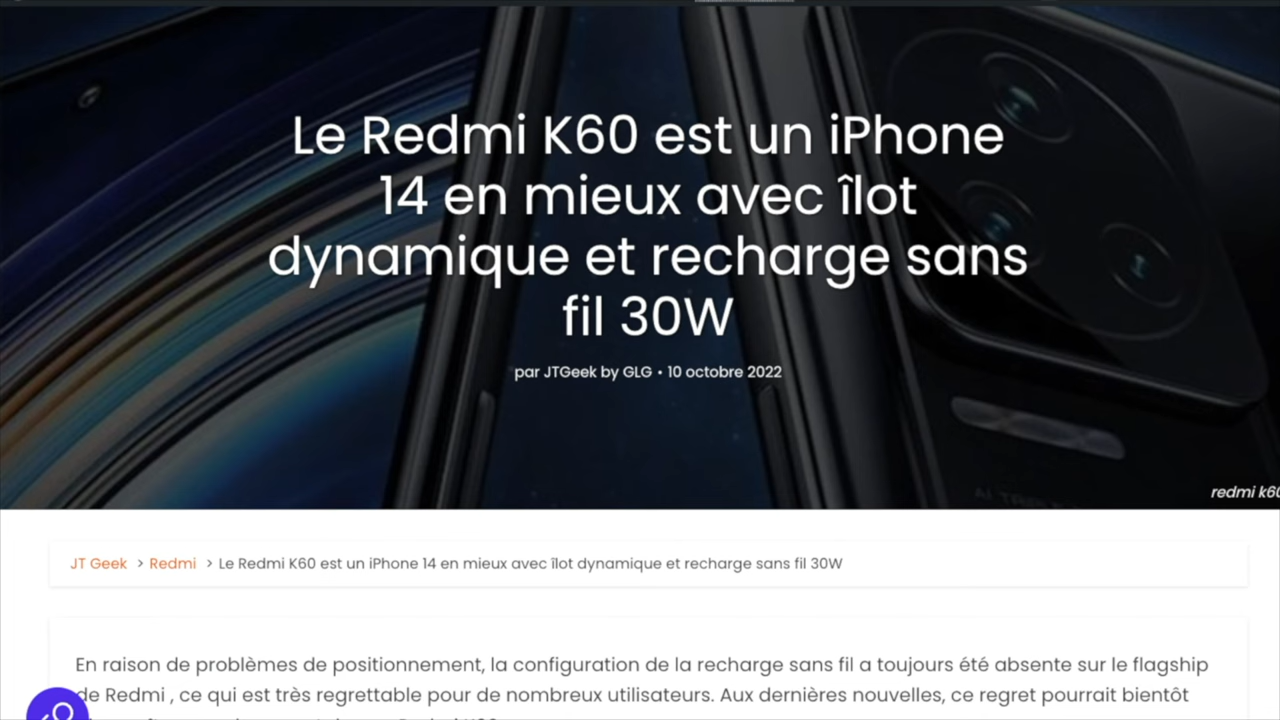 Le Redmi K60 est un iPhone
14 en mieux avec îlot
dynamique et recharge sans
fil 30W
par JTGeek by GLG • 10 octobre 2022
redmi k60
JT Geek > Redmi > Le Redmi K60 est un iPhone 14 en mieux avec îlot dynamique et recharge sans fil 30W
En raison de problèmes de positionnement, la configuration de la recharge sans fil a toujours été absente sur le flagship
de Redmi , ce qui est très regrettable pour de nombreux utilisateurs. Aux dernières nouvelles, ce regret pourrait bientôt